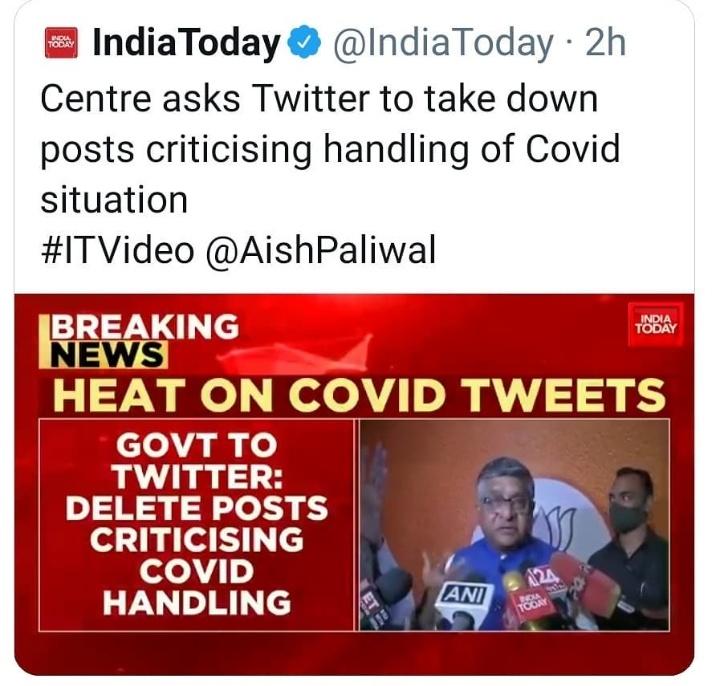 INDIA
TODAY
IndiaToday @IndiaToday · 2h
Centre asks Twitter to take down
posts criticising handling of Covid
situation
#ITVideo @AishPaliwal
BREAKING
NEWS
INDIA
TODAY
HEAT ON COVID TWEETS
GOVT TO
TWITTER:
DELETE POSTS
CRITICISING
COVID
HANDLING
ANI
24
INDIA
TODAY